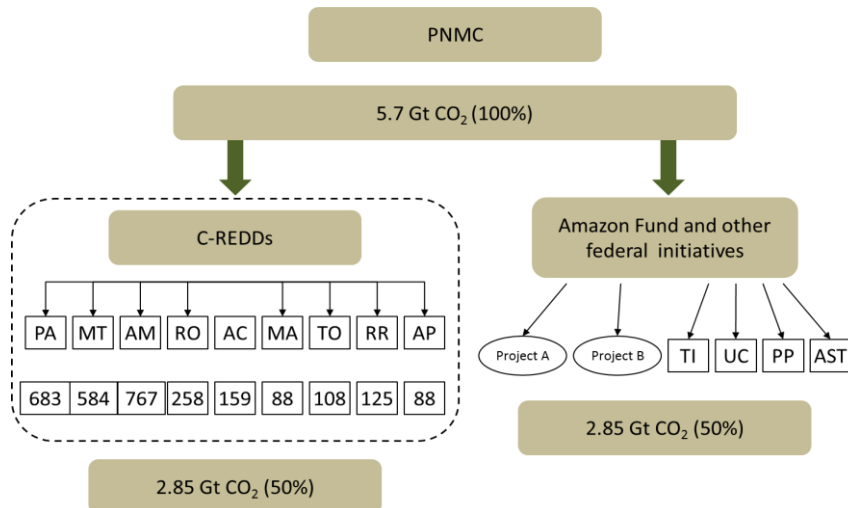 PNMC
5.7 Gt CO₂ (100%)
C-REDDs
PA MT AM RO AC MA TO RR AP
683 584 767 258 159 88 108 125 88
2.85 Gt CO₂ (50%)
Amazon Fund and other
federal initiatives
Project A Project B TI UC PP AST
2.85 Gt CO₂ (50%)